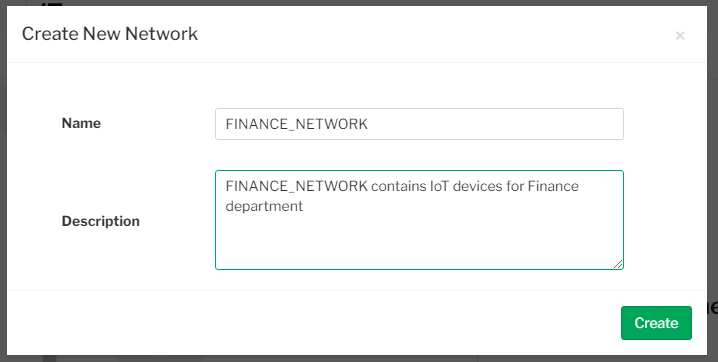 Create New Network
×
Name
FINANCE_NETWORK
Description
FINANCE_NETWORK contains IoT devices for Finance
department
Create